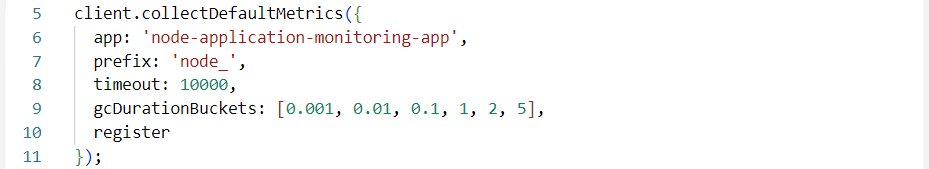 5 client.collectDefaultMetrics({
6 app: 'node-application-monitoring-app',
7 prefix: 'node_',
8 timeout: 10000,
9 gcDurationBuckets: [0.001, 0.01, 0.1, 1, 2, 5],
10 register
11 });